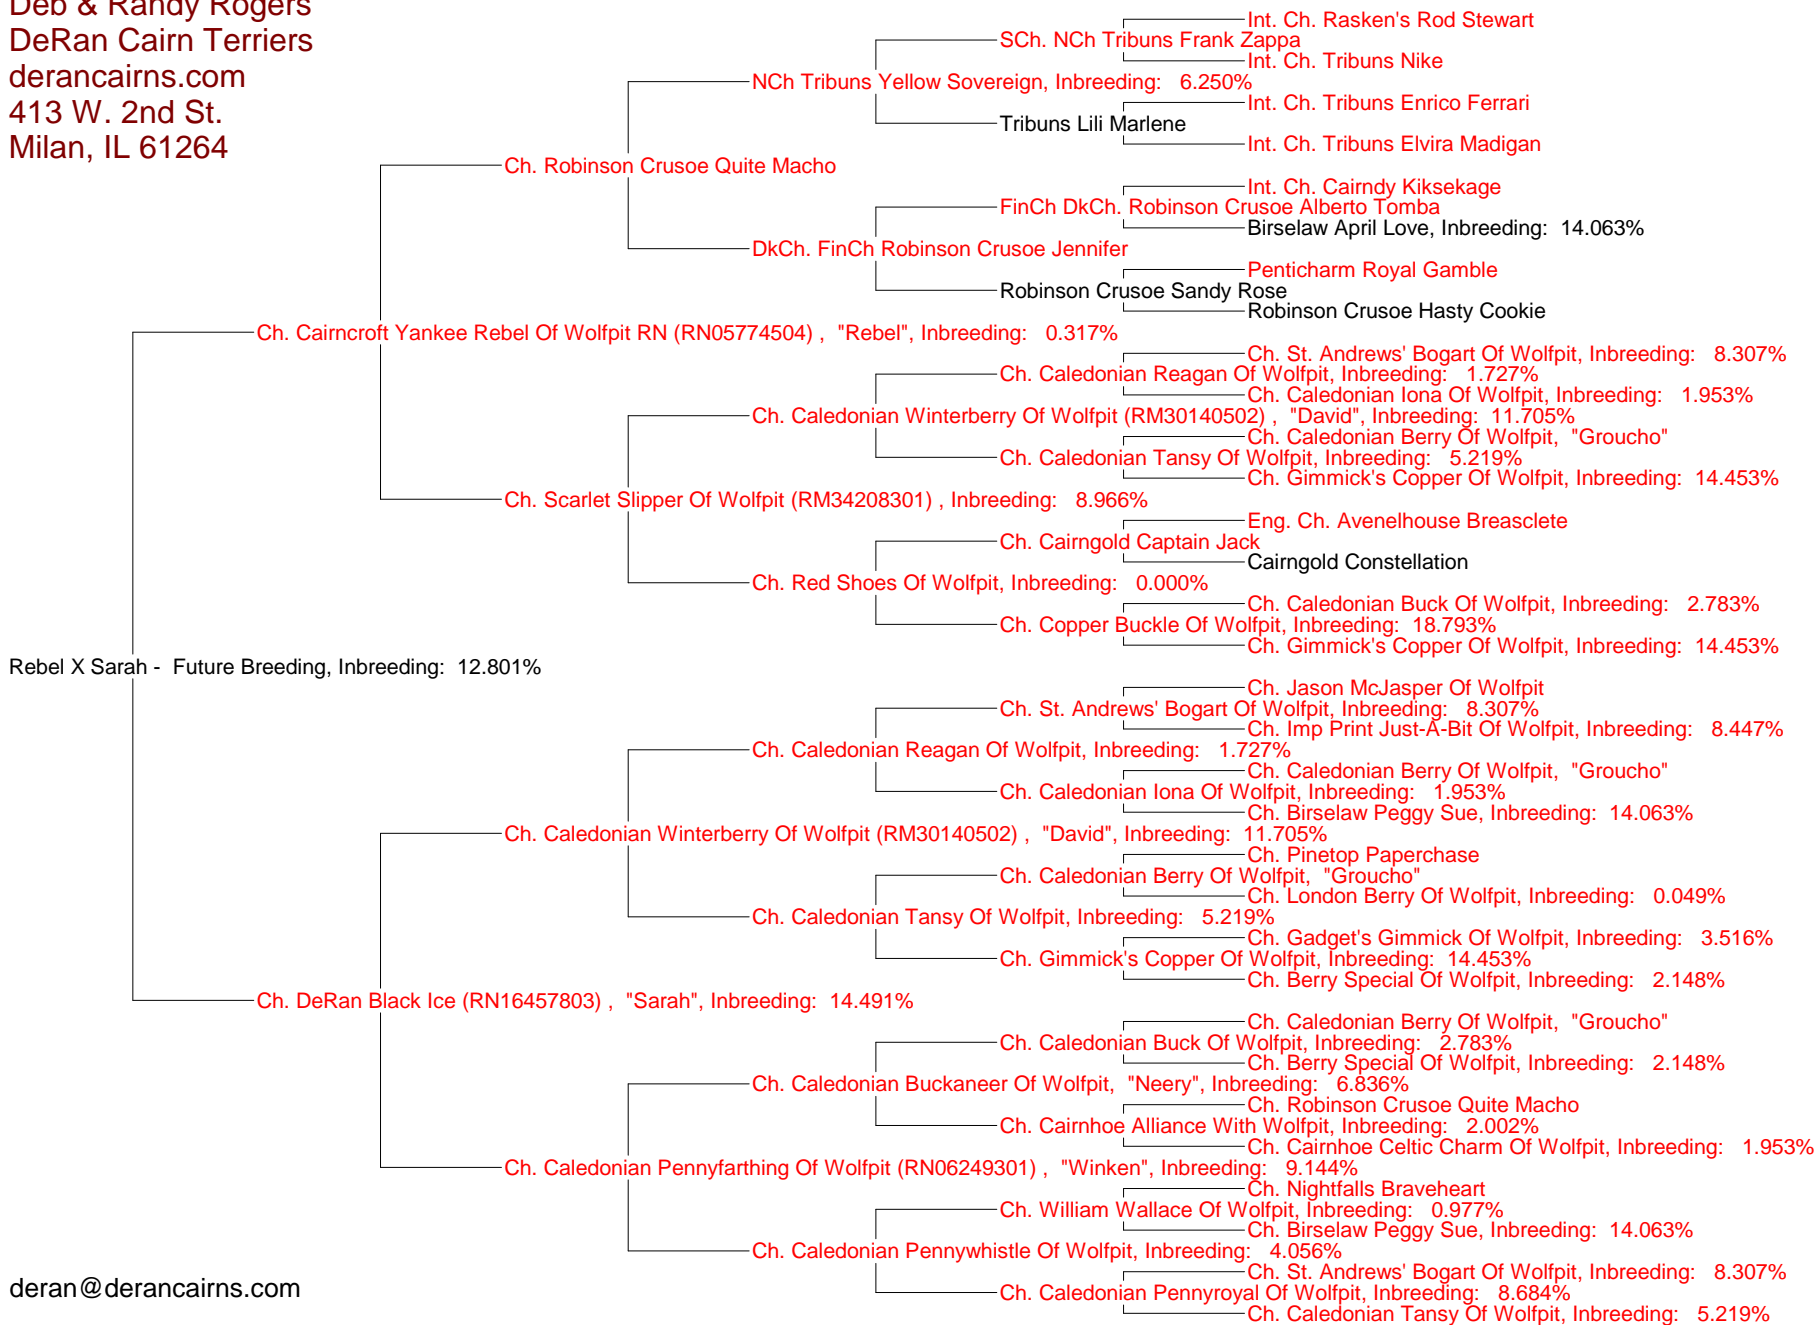 Deb & Randy Rogers
DeRan Cairn Terriers
derancairns.com
413 W. 2nd St.
Milan, IL 61264
Int. Ch. Rasken's Rod Stewart
SCh. NCh Tribuns Frank Zappa
Int. Ch. Tribuns Nike
NCh Tribuns Yellow Sovereign, Inbreeding: 6.250%
Int. Ch. Tribuns Enrico Ferrari
Tribuns Lili Marlene
Int. Ch. Tribuns Elvira Madigan
Ch. Robinson Crusoe Quite Macho
Int. Ch. Cairndy Kiksekage
FinCh DkCh. Robinson Crusoe Alberto Tomba
Birselaw April Love, Inbreeding: 14.063%
DkCh. FinCh Robinson Crusoe Jennifer
Penticharm Royal Gamble
Robinson Crusoe Sandy Rose
Robinson Crusoe Hasty Cookie
Ch. Cairncroft Yankee Rebel Of Wolfpit RN (RN05774504) , "Rebel", Inbreeding: 0.317%
Ch. St. Andrews' Bogart Of Wolfpit, Inbreeding: 8.307%
Ch. Caledonian Reagan Of Wolfpit, Inbreeding: 1.727%
Ch. Caledonian Iona Of Wolfpit, Inbreeding: 1.953%
Ch. Caledonian Winterberry Of Wolfpit (RM30140502) , "David", Inbreeding: 11.705%
Ch. Caledonian Berry Of Wolfpit, "Groucho"
Ch. Caledonian Tansy Of Wolfpit, Inbreeding: 5.219%
Ch. Gimmick's Copper Of Wolfpit, Inbreeding: 14.453%
Ch. Scarlet Slipper Of Wolfpit (RM34208301) , Inbreeding: 8.966%
Eng. Ch. Avenelhouse Breasclete
Ch. Cairngold Captain Jack
Cairngold Constellation
Ch. Red Shoes Of Wolfpit, Inbreeding: 0.000%
Ch. Caledonian Buck Of Wolfpit, Inbreeding: 2.783%
Ch. Copper Buckle Of Wolfpit, Inbreeding: 18.793%
Ch. Gimmick's Copper Of Wolfpit, Inbreeding: 14.453%
Rebel X Sarah - Future Breeding, Inbreeding: 12.801%
Ch. Jason McJasper Of Wolfpit
Ch. St. Andrews' Bogart Of Wolfpit, Inbreeding: 8.307%
Ch. Imp Print Just-A-Bit Of Wolfpit, Inbreeding: 8.447%
Ch. Caledonian Reagan Of Wolfpit, Inbreeding: 1.727%
Ch. Caledonian Berry Of Wolfpit, "Groucho"
Ch. Caledonian Iona Of Wolfpit, Inbreeding: 1.953%
Ch. Birselaw Peggy Sue, Inbreeding: 14.063%
Ch. Caledonian Winterberry Of Wolfpit (RM30140502) , "David", Inbreeding: 11.705%
Ch. Pinetop Paperchase
Ch. Caledonian Berry Of Wolfpit, "Groucho"
Ch. London Berry Of Wolfpit, Inbreeding: 0.049%
Ch. Caledonian Tansy Of Wolfpit, Inbreeding: 5.219%
Ch. Gadget's Gimmick Of Wolfpit, Inbreeding: 3.516%
Ch. Gimmick's Copper Of Wolfpit, Inbreeding: 14.453%
Ch. Berry Special Of Wolfpit, Inbreeding: 2.148%
Ch. DeRan Black Ice (RN16457803) , "Sarah", Inbreeding: 14.491%
Ch. Caledonian Berry Of Wolfpit, "Groucho"
Ch. Caledonian Buck Of Wolfpit, Inbreeding: 2.783%
Ch. Berry Special Of Wolfpit, Inbreeding: 2.148%
Ch. Caledonian Buckaneer Of Wolfpit, "Neery", Inbreeding: 6.836%
Ch. Robinson Crusoe Quite Macho
Ch. Cairnhoe Alliance With Wolfpit, Inbreeding: 2.002%
Ch. Cairnhoe Celtic Charm Of Wolfpit, Inbreeding: 1.953%
Ch. Caledonian Pennyfarthing Of Wolfpit (RN06249301) , "Winken", Inbreeding: 9.144%
Ch. Nightfalls Braveheart
Ch. William Wallace Of Wolfpit, Inbreeding: 0.977%
Ch. Birselaw Peggy Sue, Inbreeding: 14.063%
Ch. Caledonian Pennywhistle Of Wolfpit, Inbreeding: 4.056%
Ch. St. Andrews' Bogart Of Wolfpit, Inbreeding: 8.307%
Ch. Caledonian Pennyroyal Of Wolfpit, Inbreeding: 8.684%
Ch. Caledonian Tansy Of Wolfpit, Inbreeding: 5.219%
deran@derancairns.com